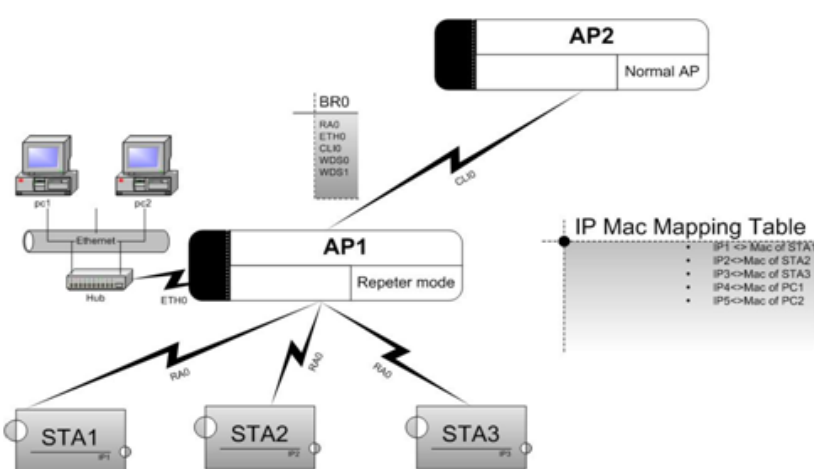 AP2
Normal AP
BR0
RA0
ETH0
CLI0
WDS0
WDS1
CLI0
pc1
pc2
Ethernet
Hub
ETH0
AP1
Repeter mode
IP Mac Mapping Table
• IP1 <> Mac of STA1
• IP2<>Mac of STA2
• IP3<>Mac of STA3
• IP4<>Mac of PC1
• IP5<>Mac of PC2
RA0
RA0
RA0
STA1
IP1
STA2
IP2
STA3
IP3